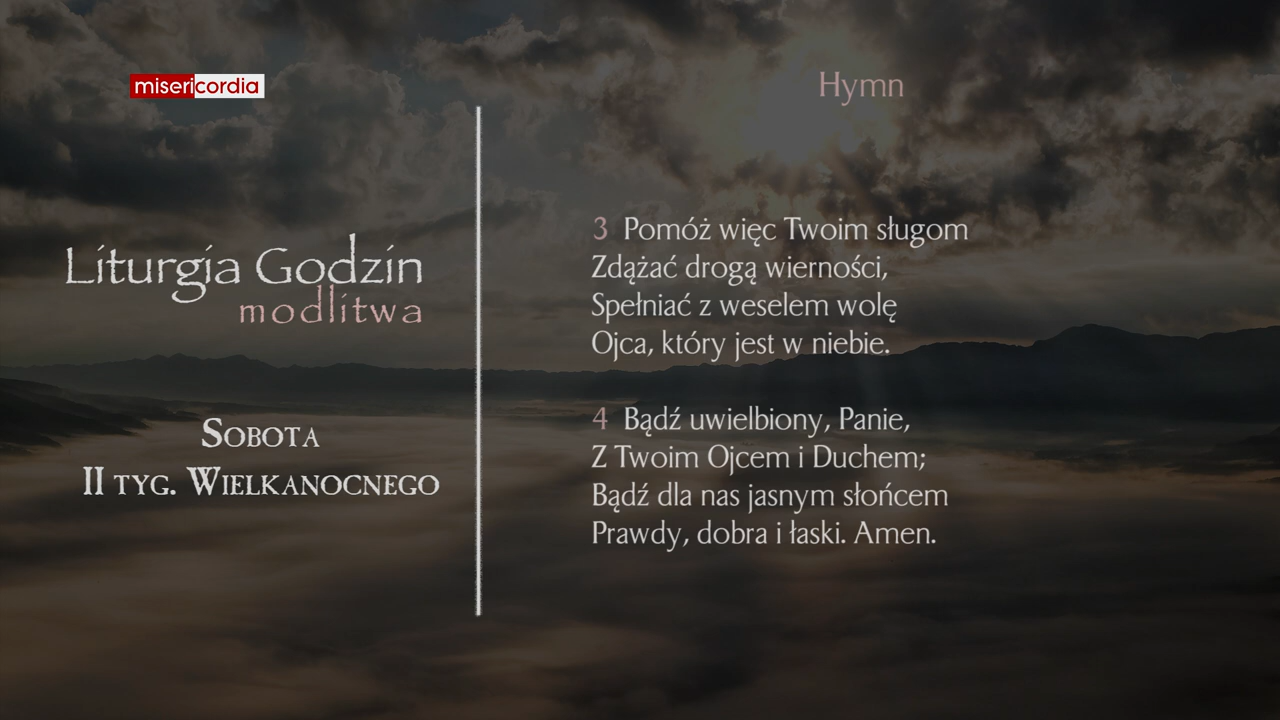 misericordia
Liturgia Godzin
modlitwa
Sobota
II tyg. Wielkanocnego
Hymn
3 Pomóż więc Twoim sługom
Zdążać drogą wierności,
Spełniać z weselem wolę
Ojca, który jest w niebie.
4 Bądź uwielbiony, Panie,
Z Twoim Ojcem i Duchem;
Bądź dla nas jasnym słońcem
Prawdy, dobra i łaski. Amen.